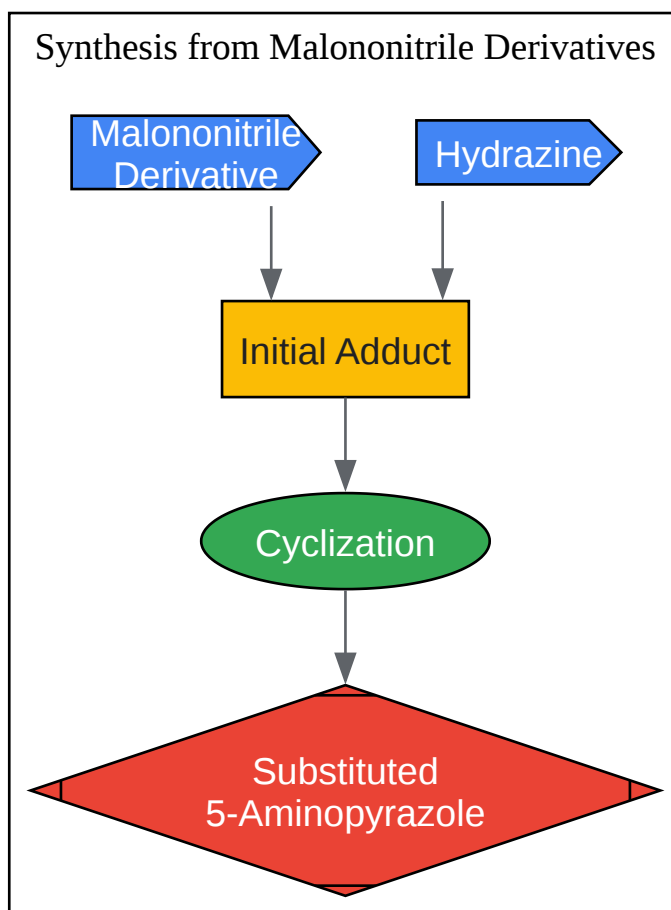 Synthesis from Malononitrile Derivatives
Malononitrile
Derivative
Hydrazine
Initial Adduct
Cyclization
Substituted
5-Aminopyrazole